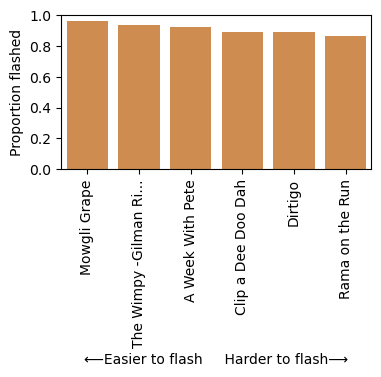 Proportion flashed
1.0
0.8
0.6
0.4
0.2
0.0
Mowgli Grape
The Wimpy -Gilman Ri...
A Week With Pete
Clip a Dee Doo Dah
Dirtigo
Rama on the Run
⟵Easier to flash     Harder to flash⟶